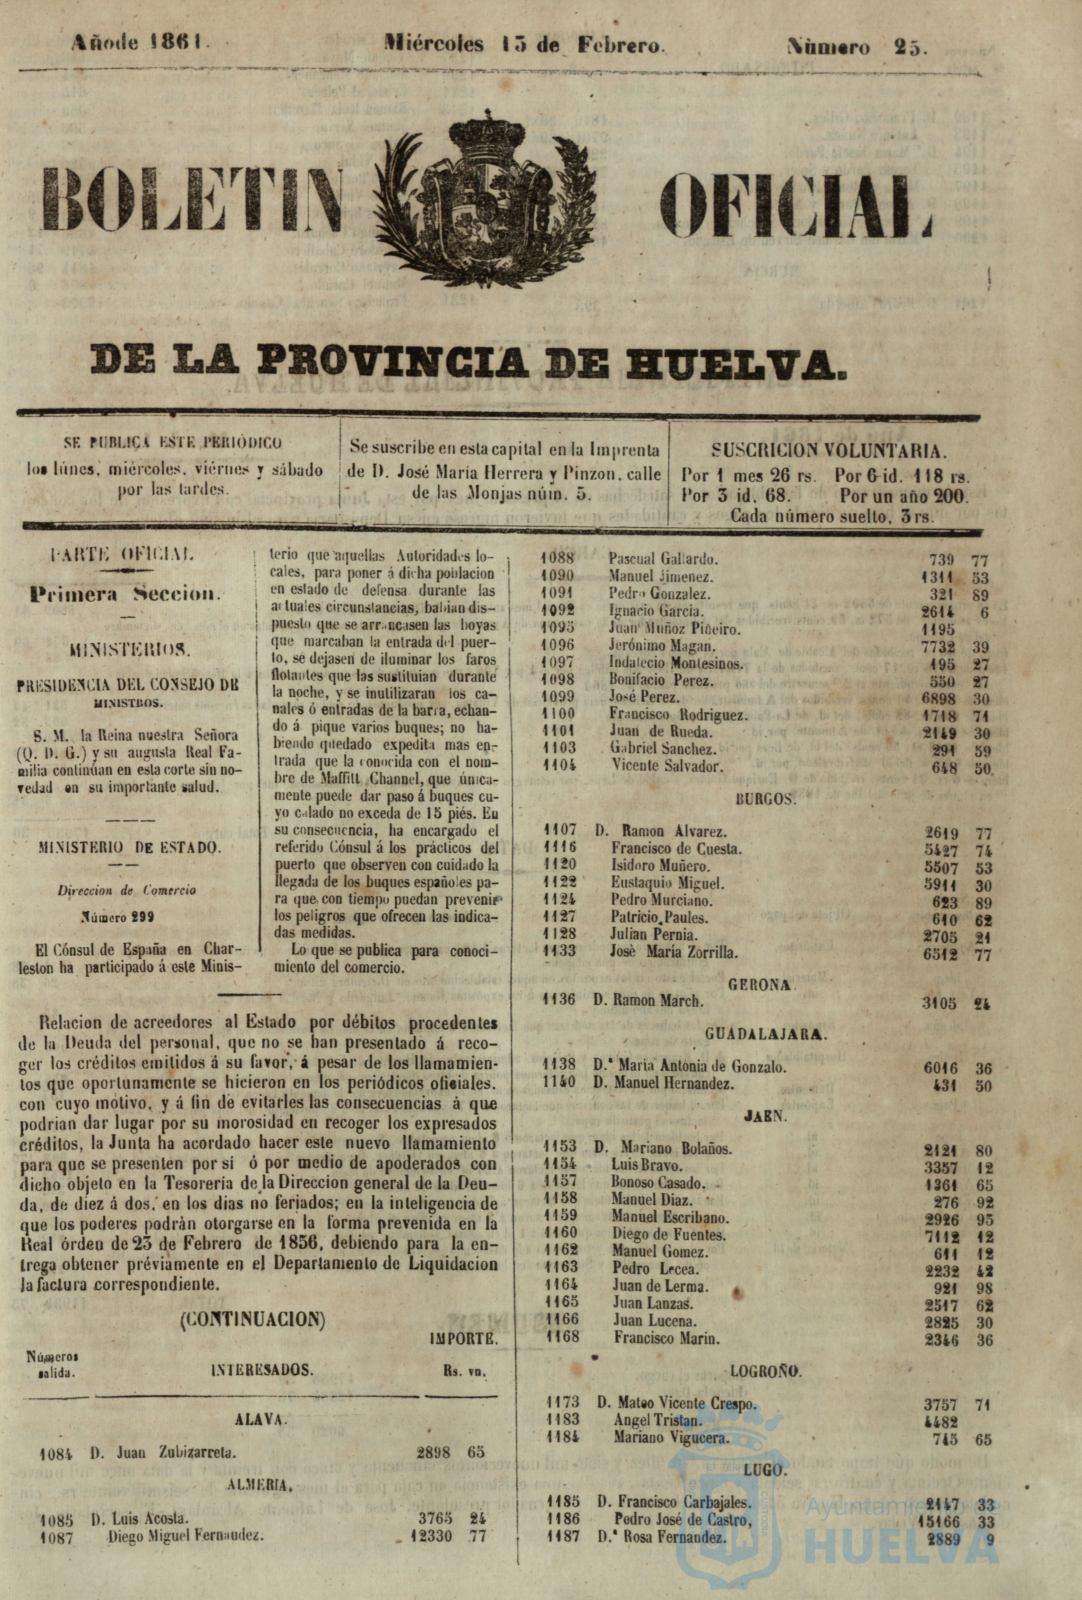 Añode 1861.
Miércoles 13 de Febrero.
Número 25.
BOLETIN OFICIAL
DE LA PROVINCIA DE HUELVA.
SE PUBLICA ESTE PERIÓDICO
los lúnes, miércoles, viérnes y sábado
por las tardes.
Se suscribe en esta capital en la Imprenta
de D. José Maria Herrera y Pinzon, calle
de las Monjas núm. 5.
SUSCRICION VOLUNTARIA.
Por 1 mes 26 rs. Por 6 id. 118 rs.
Por 3 id. 68. Por un año 200.
Cada número suelto, 3 rs.
PARTE OFICIAL
Primera Seccion.
MINISTERIOS.
PRESIDENCIA DEL CONSEJO DE
MINISTROS.
S. M. la Reina nuestra Señora
(Q. D. G.) y su augusta Real Fa-
milia continúan en esta corte sin no-
vedad en su importante salud.
MINISTERIO DE ESTADO.
Direccion de Comercio
Número 299
El Cónsul de España en Char-
leston ha participado á este Minis-
terio que aquellas Autoridades lo-
cales, para poner á dicha poblacion
en estado de defensa durante las
actuales circunstancias, habian dis-
puesto que se arrancasen las boyas
que marcaban la entrada del puer-
to, se dejasen de iluminar los faros
flotantes que las sustituian durante
la noche, y se inutilizaran los ca-
nales ó entradas de la barra, echan-
do á pique varios buques; no ha-
biendo quedado expedita mas en-
trada que la conocida con el nom-
bre de Maffitt Channel, que única-
mente puede dar paso á buques cu-
yo calado no exceda de 15 piés. En
su consecuencia, ha encargado el
referido Cónsul á los prácticos del
puerto que observen con cuidado la
llegada de los buques españoles pa-
ra que con tiempo puedan prevenir
los peligros que ofrecen las indica-
das medidas.
Lo que se publica para conoci-
miento del comercio.
Relacion de acreedores al Estado por débitos procedentes
de la Deuda del personal, que no se han presentado á reco-
ger los créditos emitidos á su favor, á pesar de los llamamien-
tos que oportunamente se hicieron en los periódicos oficiales,
con cuyo motivo, y á fin de evitarles las consecuencias á que
podrian dar lugar por su morosidad en recoger los expresados
créditos, la Junta ha acordado hacer este nuevo llamamiento
para que se presenten por si ó por medio de apoderados con
dicho objeto en la Tesoreria de la Direccion general de la Deu-
da, de diez á dos, en los dias no feriados; en la inteligencia de
que los poderes podrán otorgarse en la forma prevenida en la
Real órden de 23 de Febrero de 1856, debiendo para la en-
trega obtener préviamente en el Departamento de Liquidacion
la factura correspondiente.
(CONTINUACION)
IMPORTE.
Números
salida.
INTERESADOS.
Rs. vn.
ALAVA.
1084 D. Juan Zubizarreta. 2898 65
ALMERIA.
1085 D. Luis Acosta. 3765 24
1087 Diego Miguel Fernandez. 12330 77
1088 Pascual Gallardo. 739 77
1090 Manuel Jimenez. 1311 53
1091 Pedro Gonzalez. 321 89
1092 Ignacio Garcia. 2614 6
1095 Juan Muñoz Piñeiro. 1195
1096 Jerónimo Magan. 7732 39
1097 Indalecio Montesinos. 195 27
1098 Bonifacio Perez. 550 27
1099 José Perez. 6898 30
1100 Francisco Rodriguez. 1718 71
1101 Juan de Rueda. 2149 30
1103 Gabriel Sanchez. 291 59
1104 Vicente Salvador. 648 50
BURGOS.
1107 D. Ramon Alvarez. 2619 77
1116 Francisco de Cuesta. 5427 74
1120 Isidoro Muñero. 5507 53
1122 Eustaquio Miguel. 5911 30
1124 Pedro Murciano. 623 89
1127 Patricio Paules. 610 62
1128 Julian Pernia. 2705 21
1133 Josè María Zorrilla. 6512 77
GERONA.
1136 D. Ramon March. 3105 24
GUADALAJARA.
1138 D.ª Maria Antonia de Gonzalo. 6016 36
1140 D. Manuel Hernandez. 431 50
JAEN.
1153 D. Mariano Bolaños. 2121 80
1154 Luis Bravo. 3357 12
1157 Bonoso Casado. 1361 65
1158 Manuel Diaz. 276 92
1159 Manuel Escribano. 2926 95
1160 Diego de Fuentes. 7112 12
1162 Manuel Gomez. 611 12
1163 Pedro Lecea. 2232 42
1164 Juan de Lerma. 921 98
1165 Juan Lanzas. 2517 62
1166 Juan Lucena. 2825 30
1168 Francisco Marin. 2346 36
LOGROÑO.
1173 D. Mateo Vicente Crespo. 3757 71
1183 Angel Tristan. 4482
1184 Mariano Viguera. 745 65
LUGO.
1185 D. Francisco Carbajales. 2147 33
1186 Pedro José de Castro, 15166 33
1187 D.ª Rosa Fernandez. 2889 9
Ayuntamiento de
HUELVA